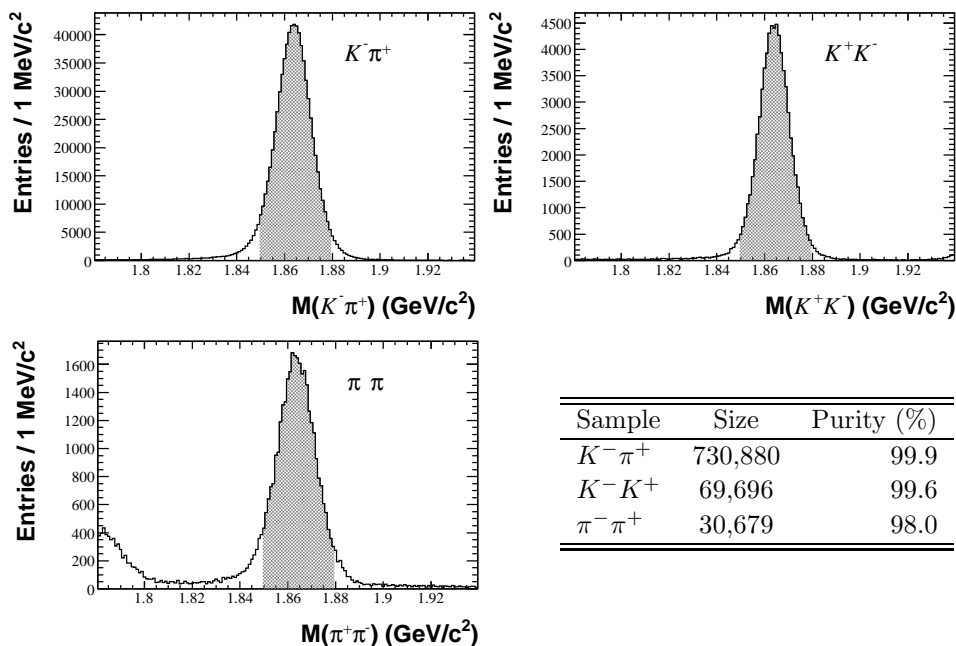 Entries / 1 MeV/c²
40000
35000
30000
25000
20000
15000
10000
5000
0
K⁻π⁺
1.8 1.82 1.84 1.86 1.88 1.9 1.92
M(K⁻π⁺) (GeV/c²)
Entries / 1 MeV/c²
4500
4000
3500
3000
2500
2000
1500
1000
500
0
K⁺K⁻
1.8 1.82 1.84 1.86 1.88 1.9 1.92
M(K⁺K⁻) (GeV/c²)
Entries / 1 MeV/c²
1600
1400
1200
1000
800
600
400
200
0
π π
1.8 1.82 1.84 1.86 1.88 1.9 1.92
M(π⁺π⁻) (GeV/c²)
Sample Size Purity (%)
K⁻π⁺ 730,880 99.9
K⁻K⁺ 69,696 99.6
π⁻π⁺ 30,679 98.0